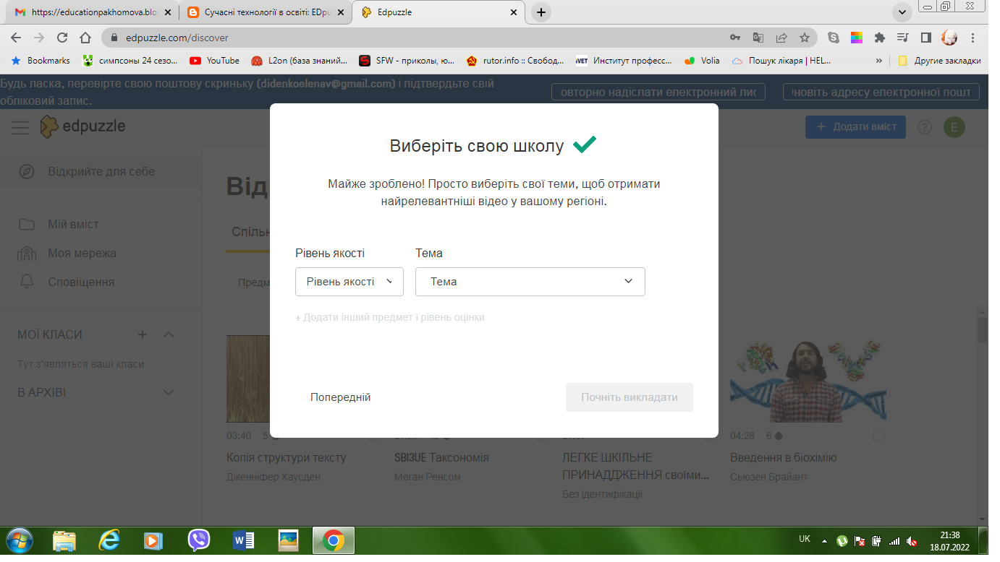 https://educationpakhomova.blo
Сучасні технології в освіті: EDpu
Edpuzzle
edpuzzle.com/discover
Bookmarks
симпсоны 24 сезо...
YouTube
L2on (база знаний...
SFW - приколы, ю...
rutor.info :: Свобод...
Институт професс...
Volia
Пошук лікаря | HEL...
»
Другие закладки
Будь ласка, перевірте свою поштову скриньку (didenkoelenav@gmail.com) і підтвердьте свій
обліковий запис.
овторно надіслати електронний лис
новіть адресу електронної пошт
edpuzzle
+ Додати вміст
?
E
Відкрийте для себе
Мій вміст
Моя мережа
Сповіщення
МОЇ КЛАСИ
Тут з'являться ваші класи
В АРХІВІ
Від
Спільн
Предм
Виберіть свою школу
Майже зроблено! Просто виберіть свої теми, щоб отримати
найрелевантніші відео у вашому регіоні.
Рівень якості
Тема
Рівень якості
Тема
+ Додати інший предмет і рівень оцінки
Попередній
Почніть викладати
03:40 5
04:28 6
Копія структури тексту
Дженніфер Хаусден
SBI3UE Таксономія
Меган Ренсом
ЛЕГКЕ ШКІЛЬНЕ
ПРИНАДДЖЕННЯ своїми...
Без ідентифікації
Введення в біохімію
Сьюзен Брайант
UK
21:38
18.07.2022